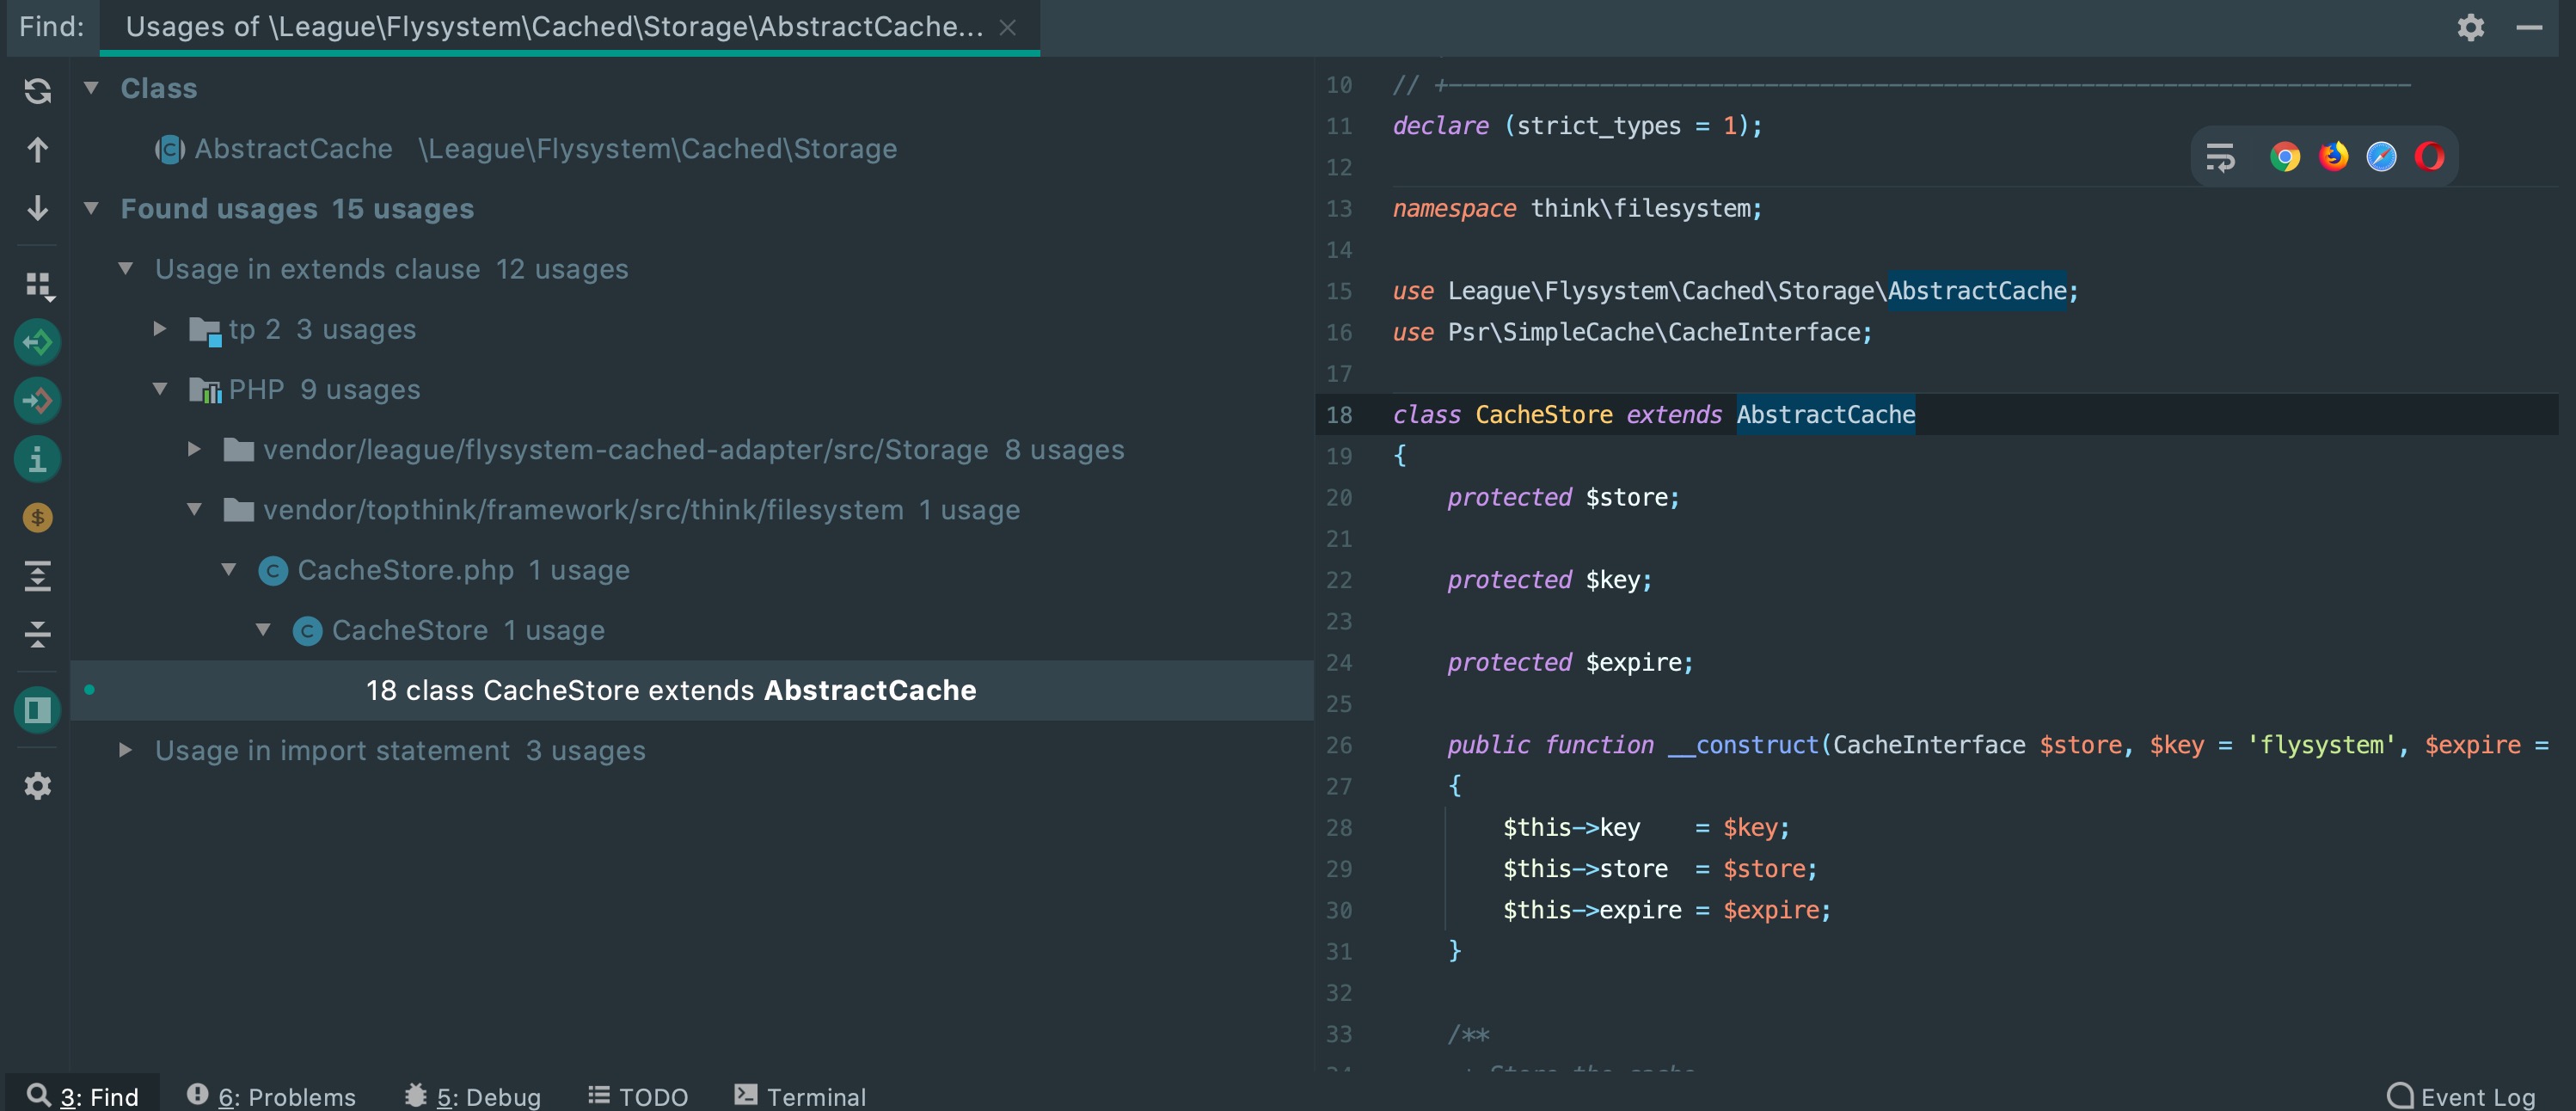 Find:
Usages of \League\Flysystem\Cached\Storage\AbstractCache...
Class
AbstractCache \League\Flysystem\Cached\Storage
Found usages 15 usages
Usage in extends clause 12 usages
tp 2 3 usages
PHP 9 usages
vendor/league/flysystem-cached-adapter/src/Storage 8 usages
vendor/topthink/framework/src/think/filesystem 1 usage
CacheStore.php 1 usage
CacheStore 1 usage
18 class CacheStore extends AbstractCache
Usage in import statement 3 usages
10 // +----------------------------------------------------------------------
11 declare (strict_types = 1);
12
13 namespace think\filesystem;
14
15 use League\Flysystem\Cached\Storage\AbstractCache;
16 use Psr\SimpleCache\CacheInterface;
17
18 class CacheStore extends AbstractCache
19 {
20 protected $store;
21
22 protected $key;
23
24 protected $expire;
25
26 public function __construct(CacheInterface $store, $key = 'flysystem', $expire =
27 {
28 $this->key    = $key;
29 $this->store  = $store;
30 $this->expire = $expire;
31 }
32
33 /**
3: Find
6: Problems
5: Debug
TODO
Terminal
Event Log